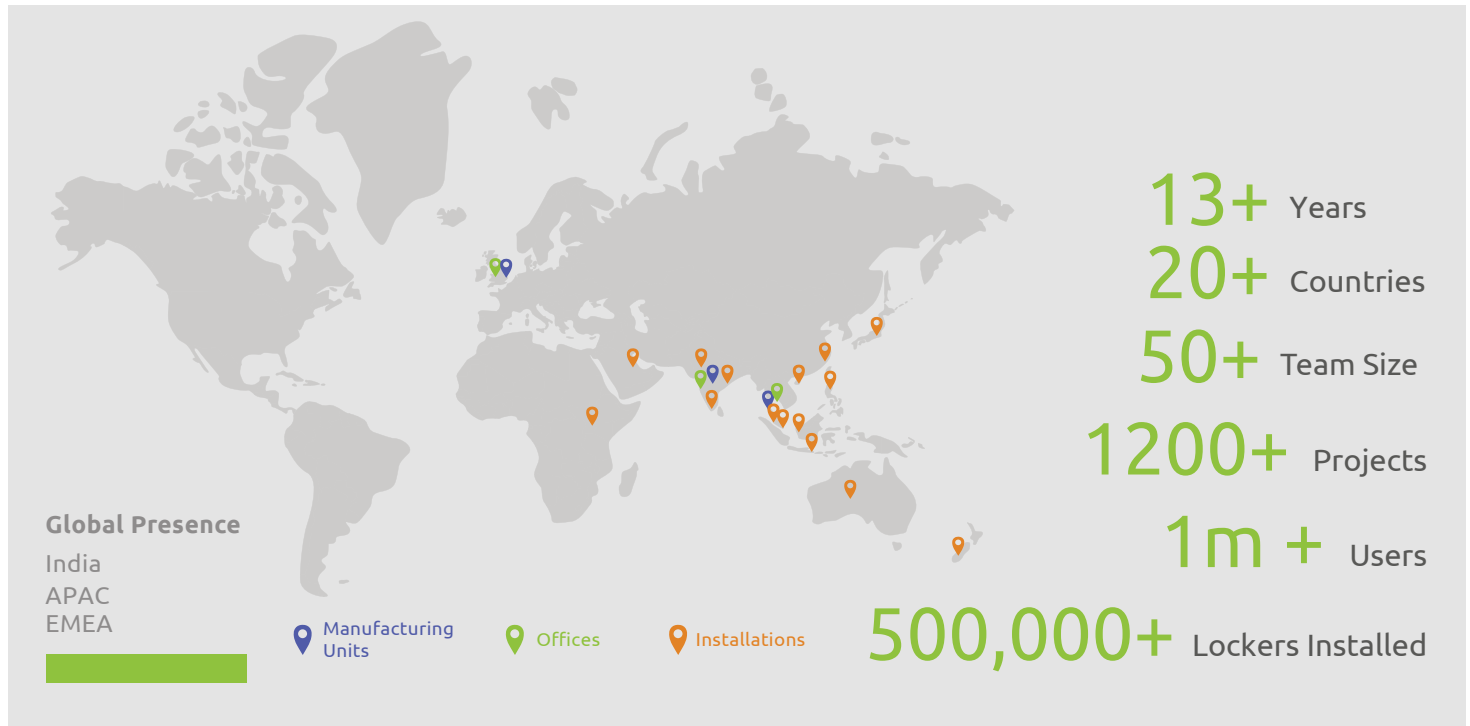 13+ Years
20+ Countries
50+ Team Size
1200+ Projects
1m + Users
500,000+ Lockers Installed
Global Presence
India
APAC
EMEA
Manufacturing
Units
Offices
Installations